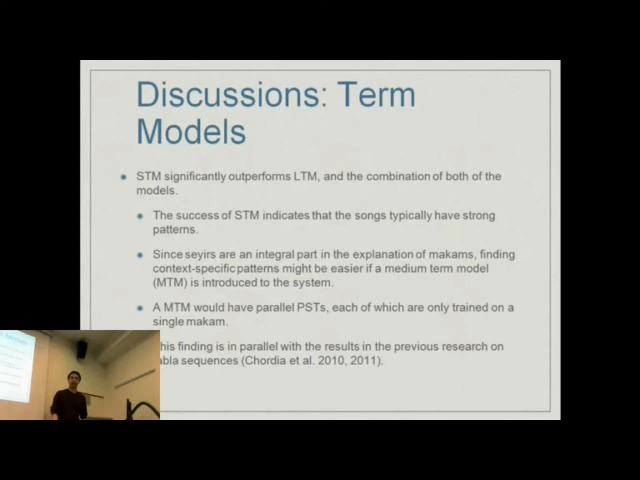 Discussions: Term
Models
STM significantly outperforms LTM, and the combination of both of the
models.
The success of STM indicates that the songs typically have strong
patterns.
Since seyirs are an integral part in the explanation of makams, finding
context-specific patterns might be easier if a medium term model
(MTM) is introduced to the system.
A MTM would have parallel PSTs, each of which are only trained on a
single makam.
finding is in parallel with the results in the previous research on
sequences (Chordia et al. 2010, 2011).